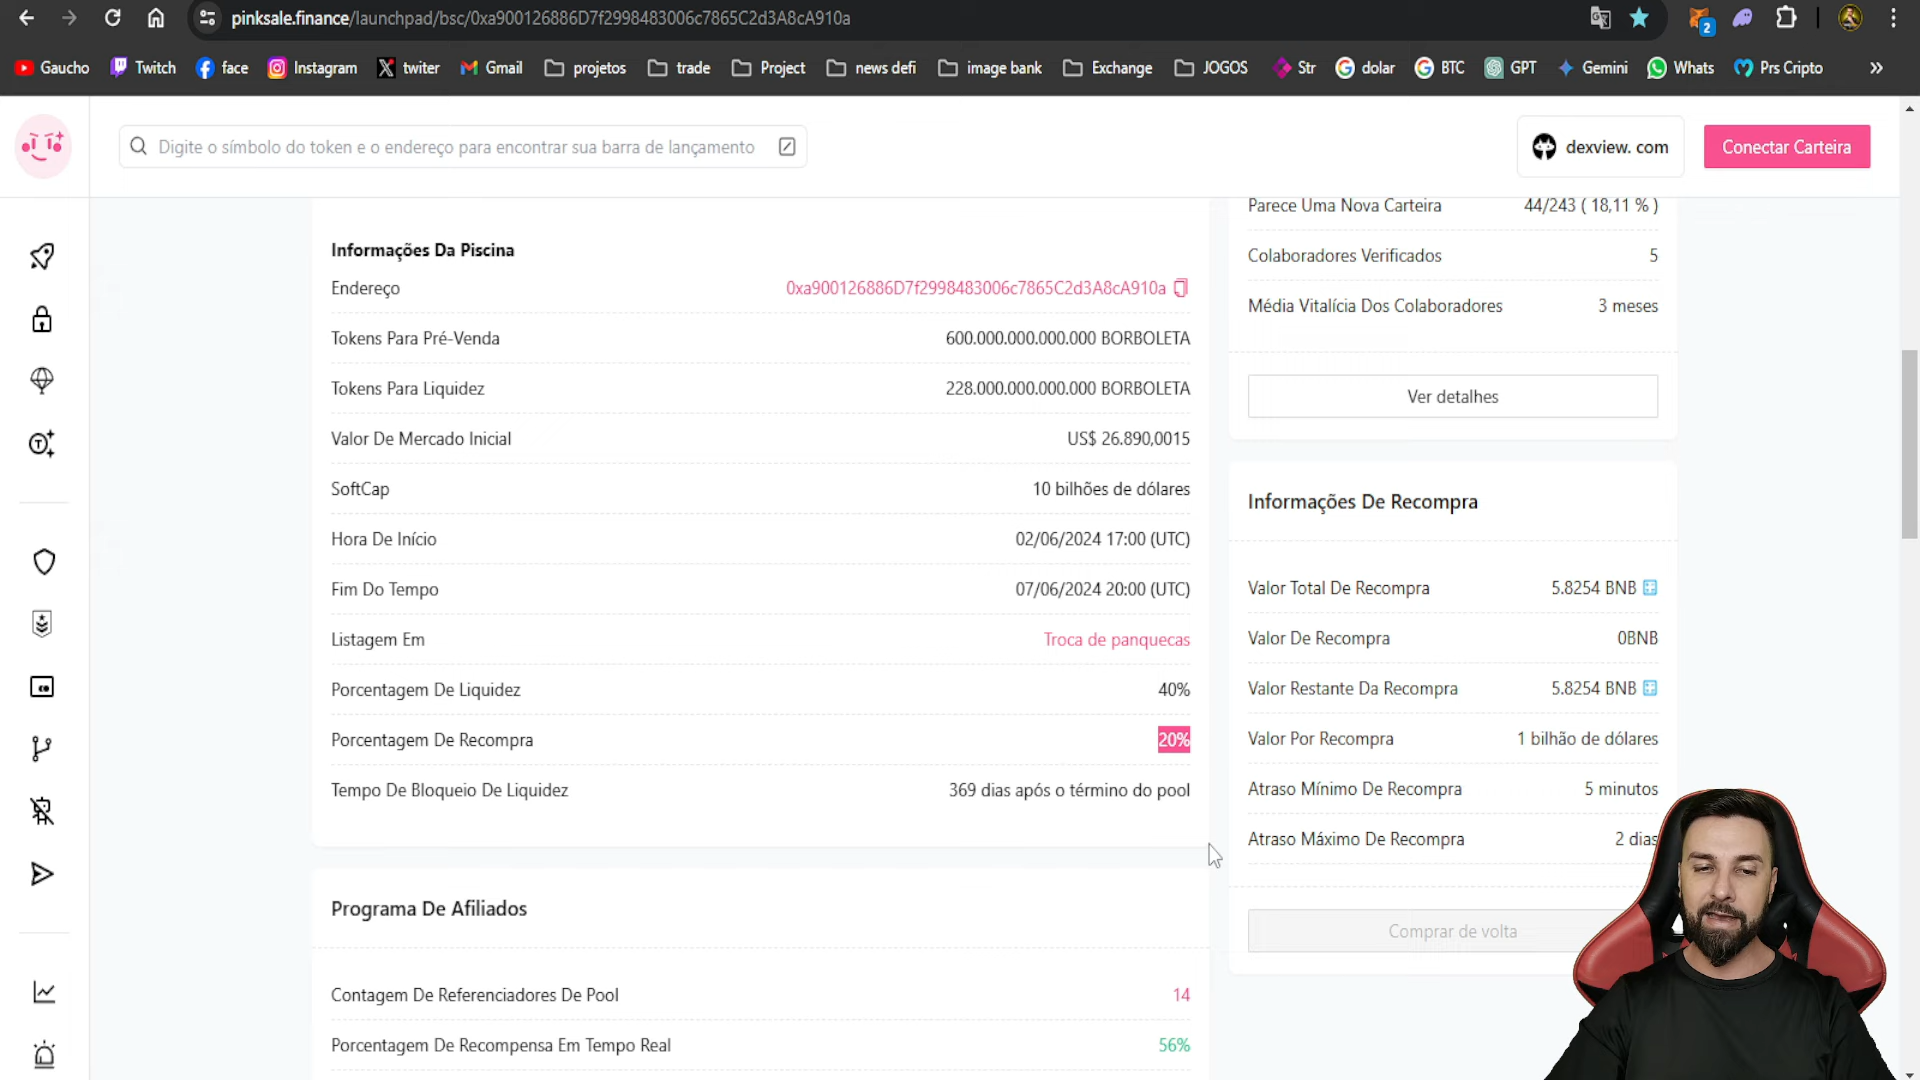 pinksale.finance/launchpad/bsc/0xa900126886D7f2998483006c7865C2d3A8cA910a
2
Gaucho
Twitch
face
Instagram
twiter
Gmail
projetos
trade
Project
news defi
image bank
Exchange
JOGOS
Str
dolar
BTC
GPT
Gemini
Whats
Prs Cripto
»
Digite o símbolo do token e o endereço para encontrar sua barra de lançamento
dexview. com
Conectar Carteira
Informações Da Piscina
Endereço 0xa900126886D7f2998483006c7865C2d3A8cA910a
Tokens Para Pré-Venda 600.000.000.000.000 BORBOLETA
Tokens Para Liquidez 228.000.000.000.000 BORBOLETA
Valor De Mercado Inicial US$ 26.890,0015
SoftCap 10 bilhões de dólares
Hora De Início 02/06/2024 17:00 (UTC)
Fim Do Tempo 07/06/2024 20:00 (UTC)
Listagem Em Troca de panquecas
Porcentagem De Liquidez 40%
Porcentagem De Recompra 20%
Tempo De Bloqueio De Liquidez 369 dias após o término do pool
Programa De Afiliados
Contagem De Referenciadores De Pool 14
Porcentagem De Recompensa Em Tempo Real 56%
Parece Uma Nova Carteira 44/243 ( 18,11 % )
Colaboradores Verificados 5
Média Vitalícia Dos Colaboradores 3 meses
Ver detalhes
Informações De Recompra
Valor Total De Recompra 5.8254 BNB
Valor De Recompra 0BNB
Valor Restante Da Recompra 5.8254 BNB
Valor Por Recompra 1 bilhão de dólares
Atraso Mínimo De Recompra 5 minutos
Atraso Máximo De Recompra 2 dias
Comprar de volta